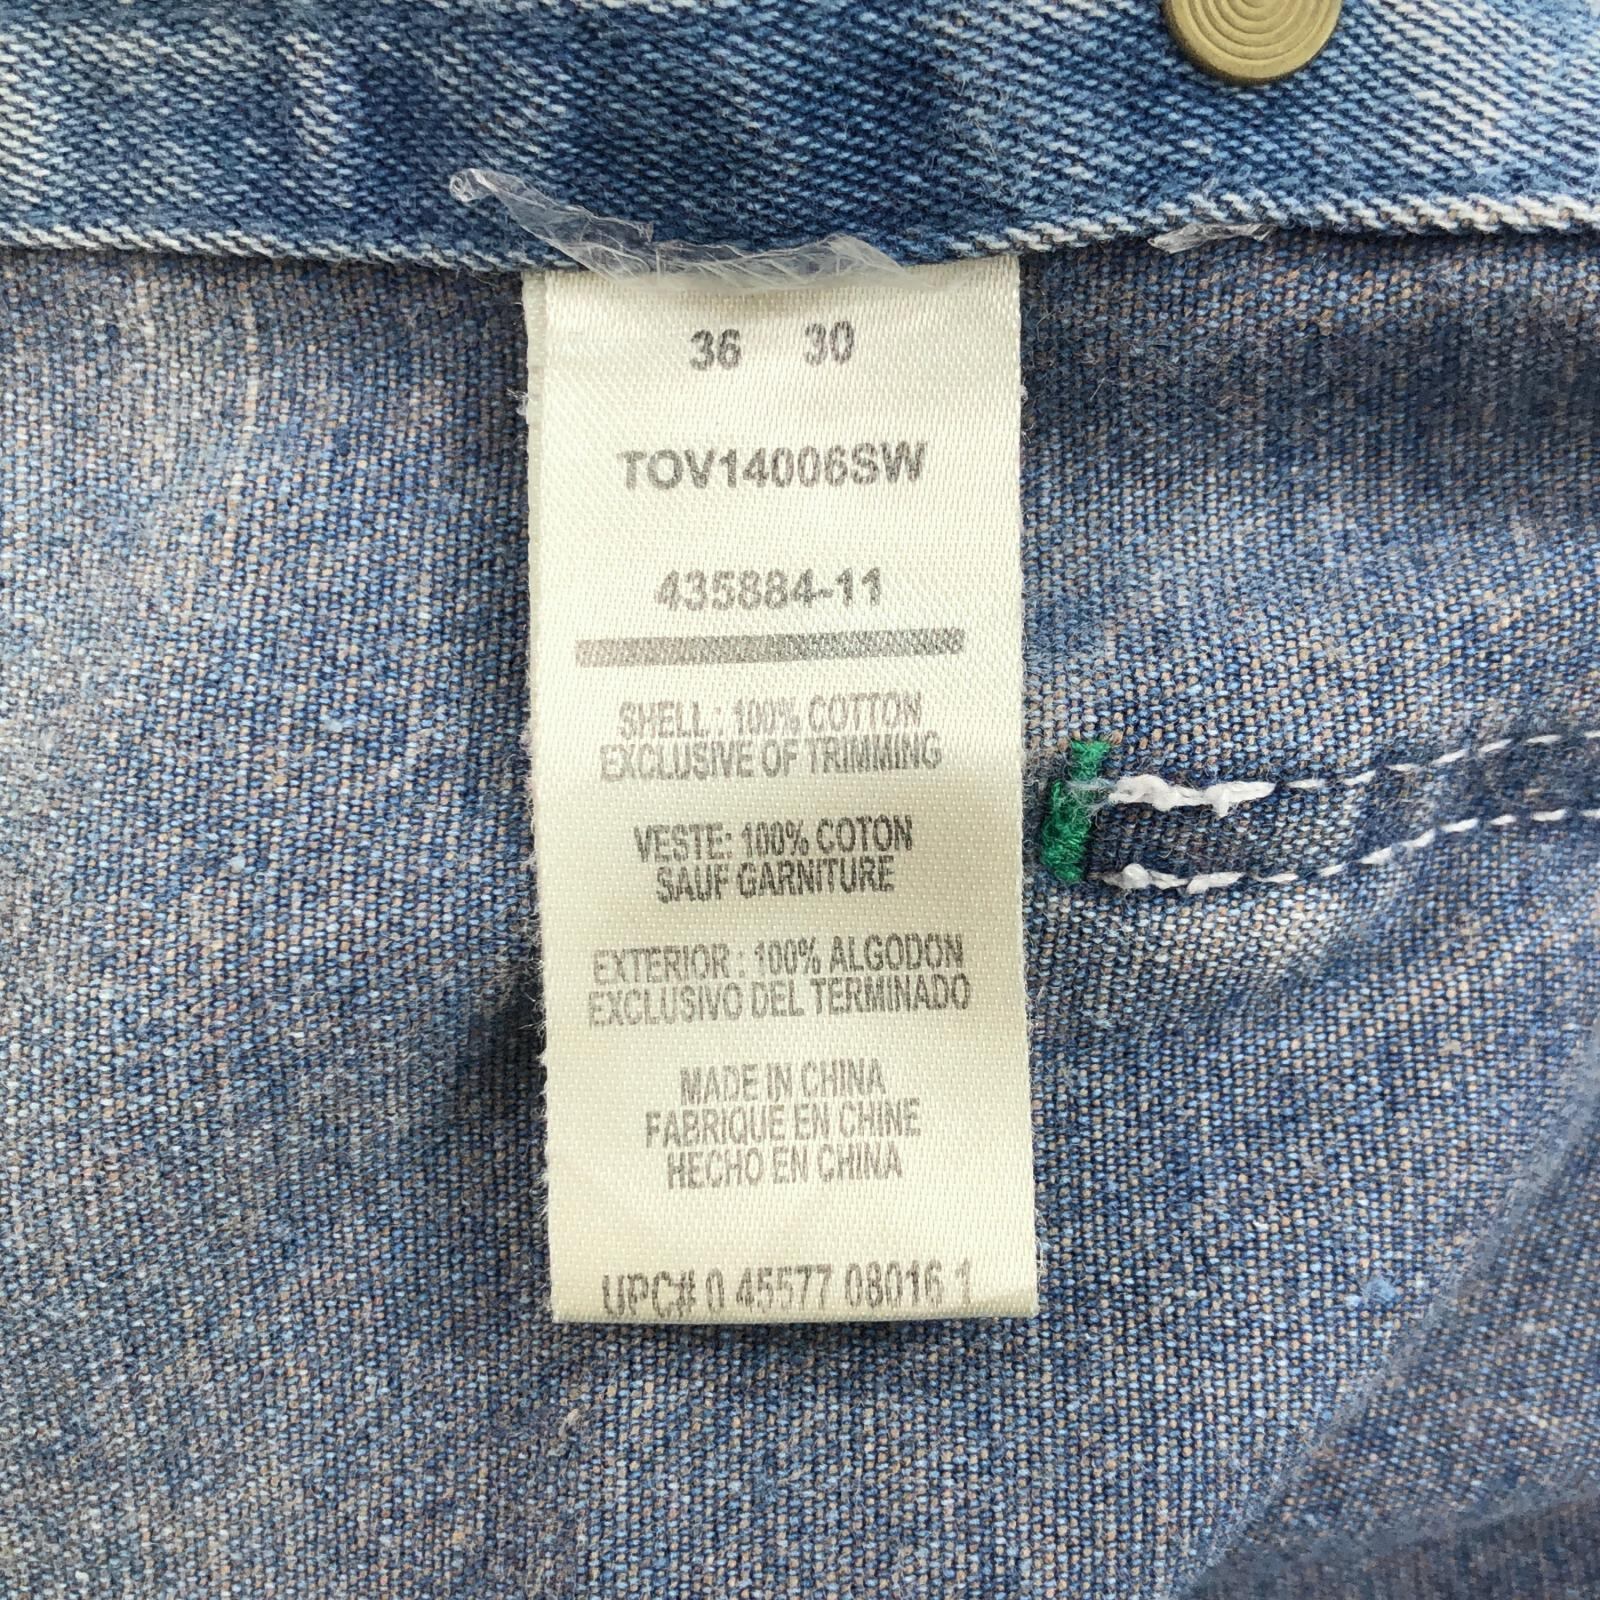 36 30
TOV14006SW
435884-11
SHELL : 100% COTTON
EXCLUSIVE OF TRIMMING
VESTE: 100% COTON
SAUF GARNITURE
EXTERIOR : 100% ALGODON
EXCLUSIVO DEL TERMINADO
MADE IN CHINA
FABRIQUE EN CHINE
HECHO EN CHINA
UPC# 0 45577 08016 1